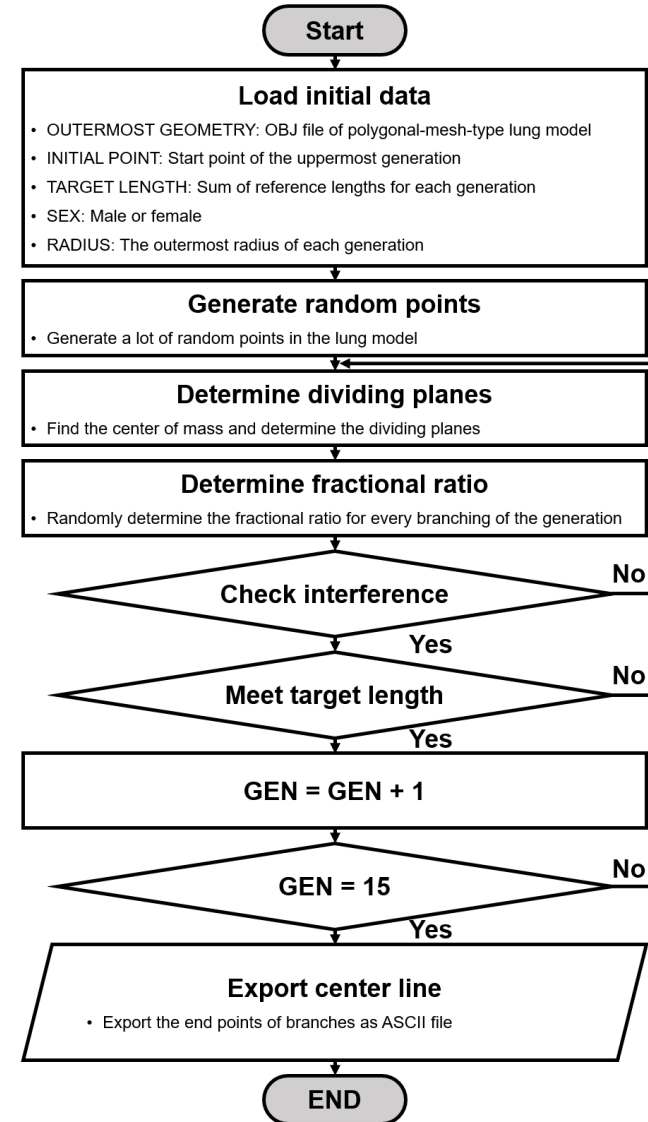 Start
Load initial data
• OUTERMOST GEOMETRY: OBJ file of polygonal-mesh-type lung model
• INITIAL POINT: Start point of the uppermost generation
• TARGET LENGTH: Sum of reference lengths for each generation
• SEX: Male or female
• RADIUS: The outermost radius of each generation
Generate random points
• Generate a lot of random points in the lung model
Determine dividing planes
• Find the center of mass and determine the dividing planes
Determine fractional ratio
• Randomly determine the fractional ratio for every branching of the generation
Check interference
No
Yes
Meet target length
No
Yes
GEN = GEN + 1
GEN = 15
No
Yes
Export center line
• Export the end points of branches as ASCII file
END